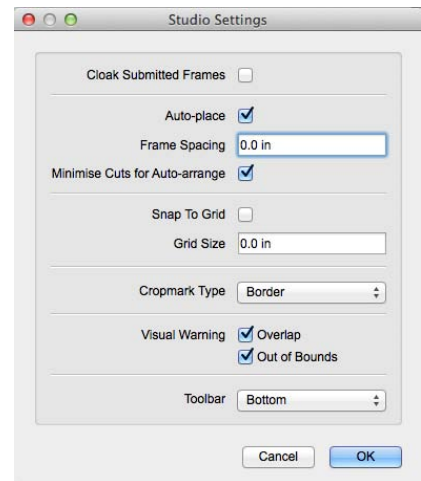 Studio Settings
Cloak Submitted Frames
Auto-place
Frame Spacing 0.0 in
Minimise Cuts for Auto-arrange
Snap To Grid
Grid Size 0.0 in
Cropmark Type Border
Visual Warning Overlap
Out of Bounds
Toolbar Bottom
Cancel OK